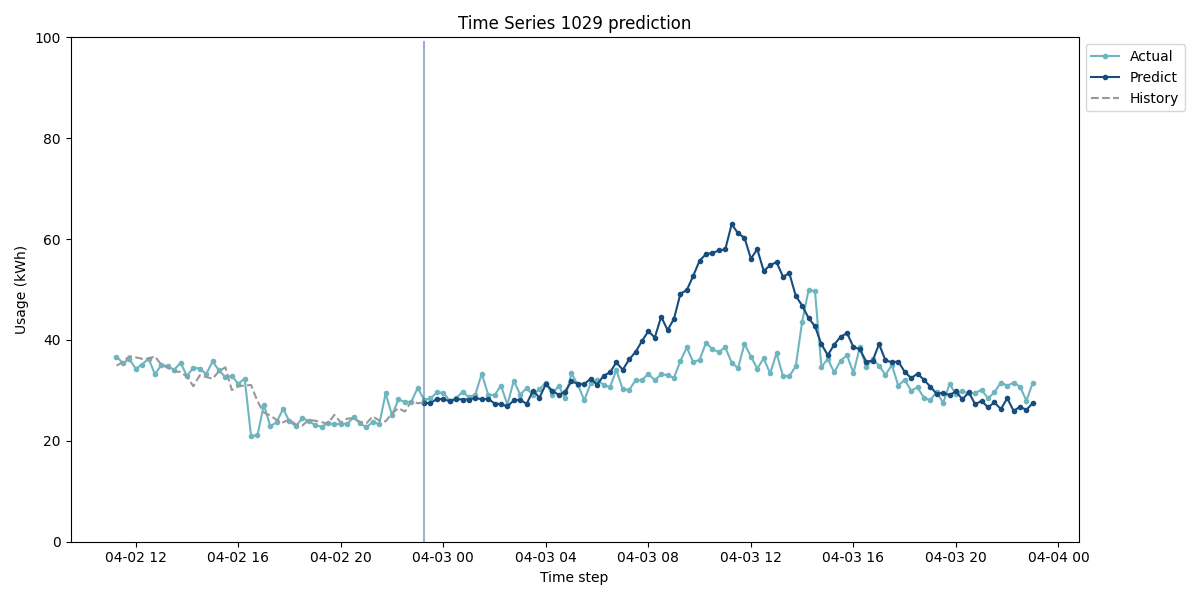 Time Series 1029 prediction
100
80
60
40
20
0
Usage (kWh)
04-02 12
04-02 16
04-02 20
04-03 00
04-03 04
04-03 08
04-03 12
04-03 16
04-03 20
04-04 00
Time step
Actual
Predict
History